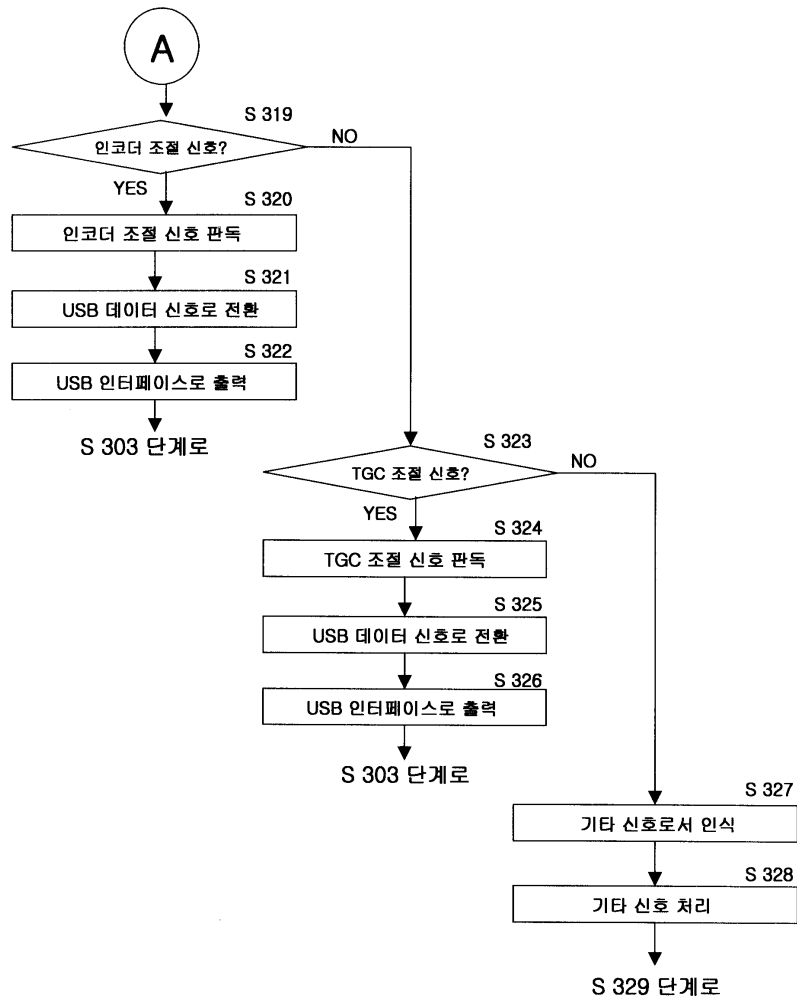 A
S 319
인코더 조절 신호?
NO
YES
S 320
인코더 조절 신호 판독
S 321
USB 데이터 신호로 전환
S 322
USB 인터페이스로 출력
S 303 단계로
S 323
TGC 조절 신호?
NO
YES
S 324
TGC 조절 신호 판독
S 325
USB 데이터 신호로 전환
S 326
USB 인터페이스로 출력
S 303 단계로
S 327
기타 신호로서 인식
S 328
기타 신호 처리
S 329 단계로